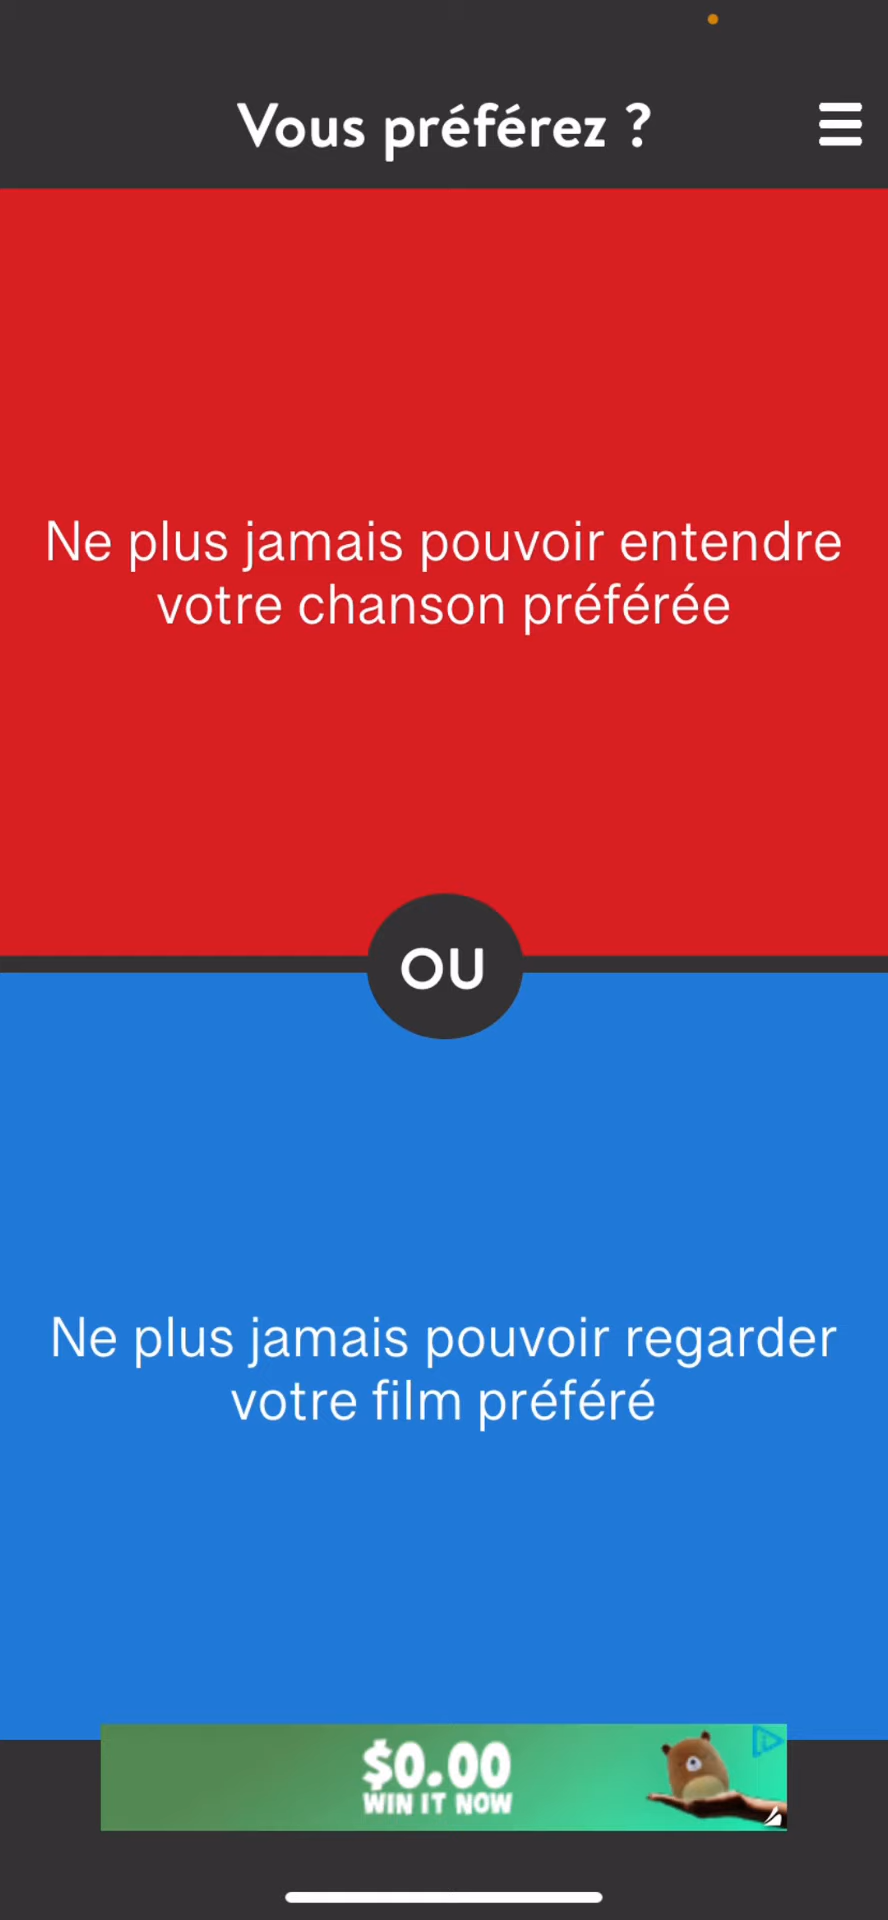 Vous préférez ?
Ne plus jamais pouvoir entendre
votre chanson préférée
OU
Ne plus jamais pouvoir regarder
votre film préféré
$0.00
WIN IT NOW